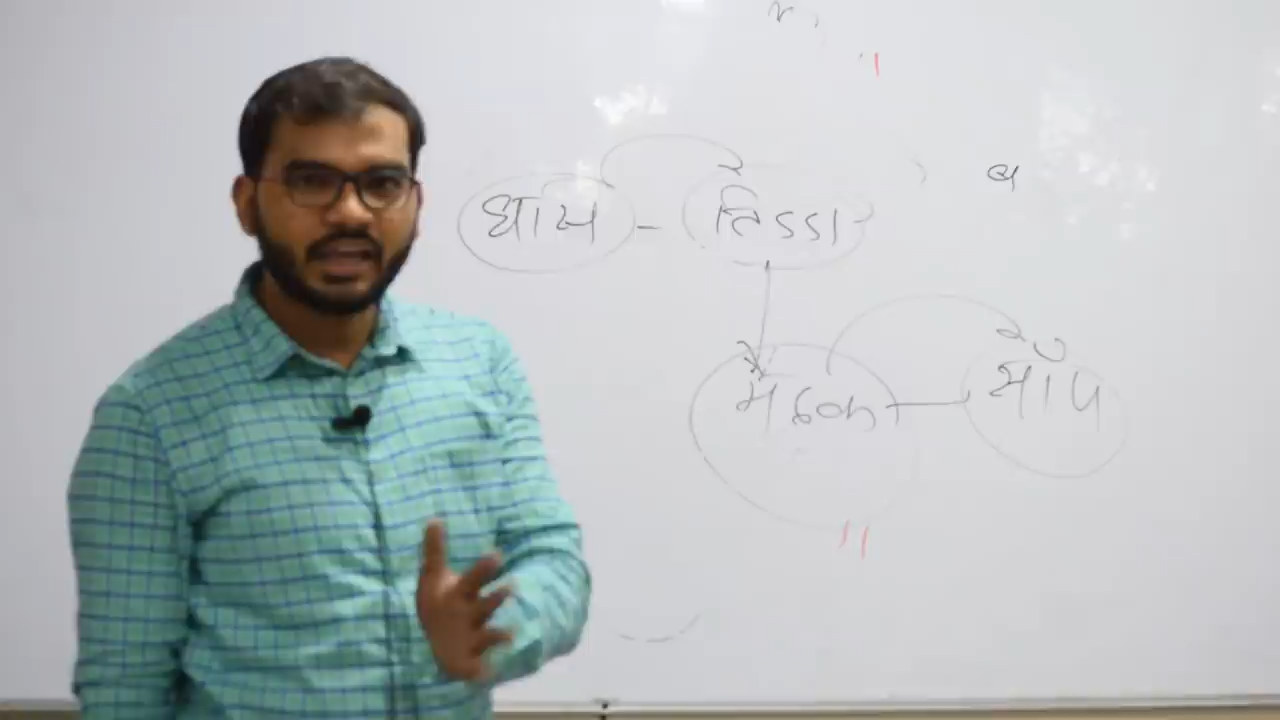 घास - टिड्डा
मेंढक - साँप